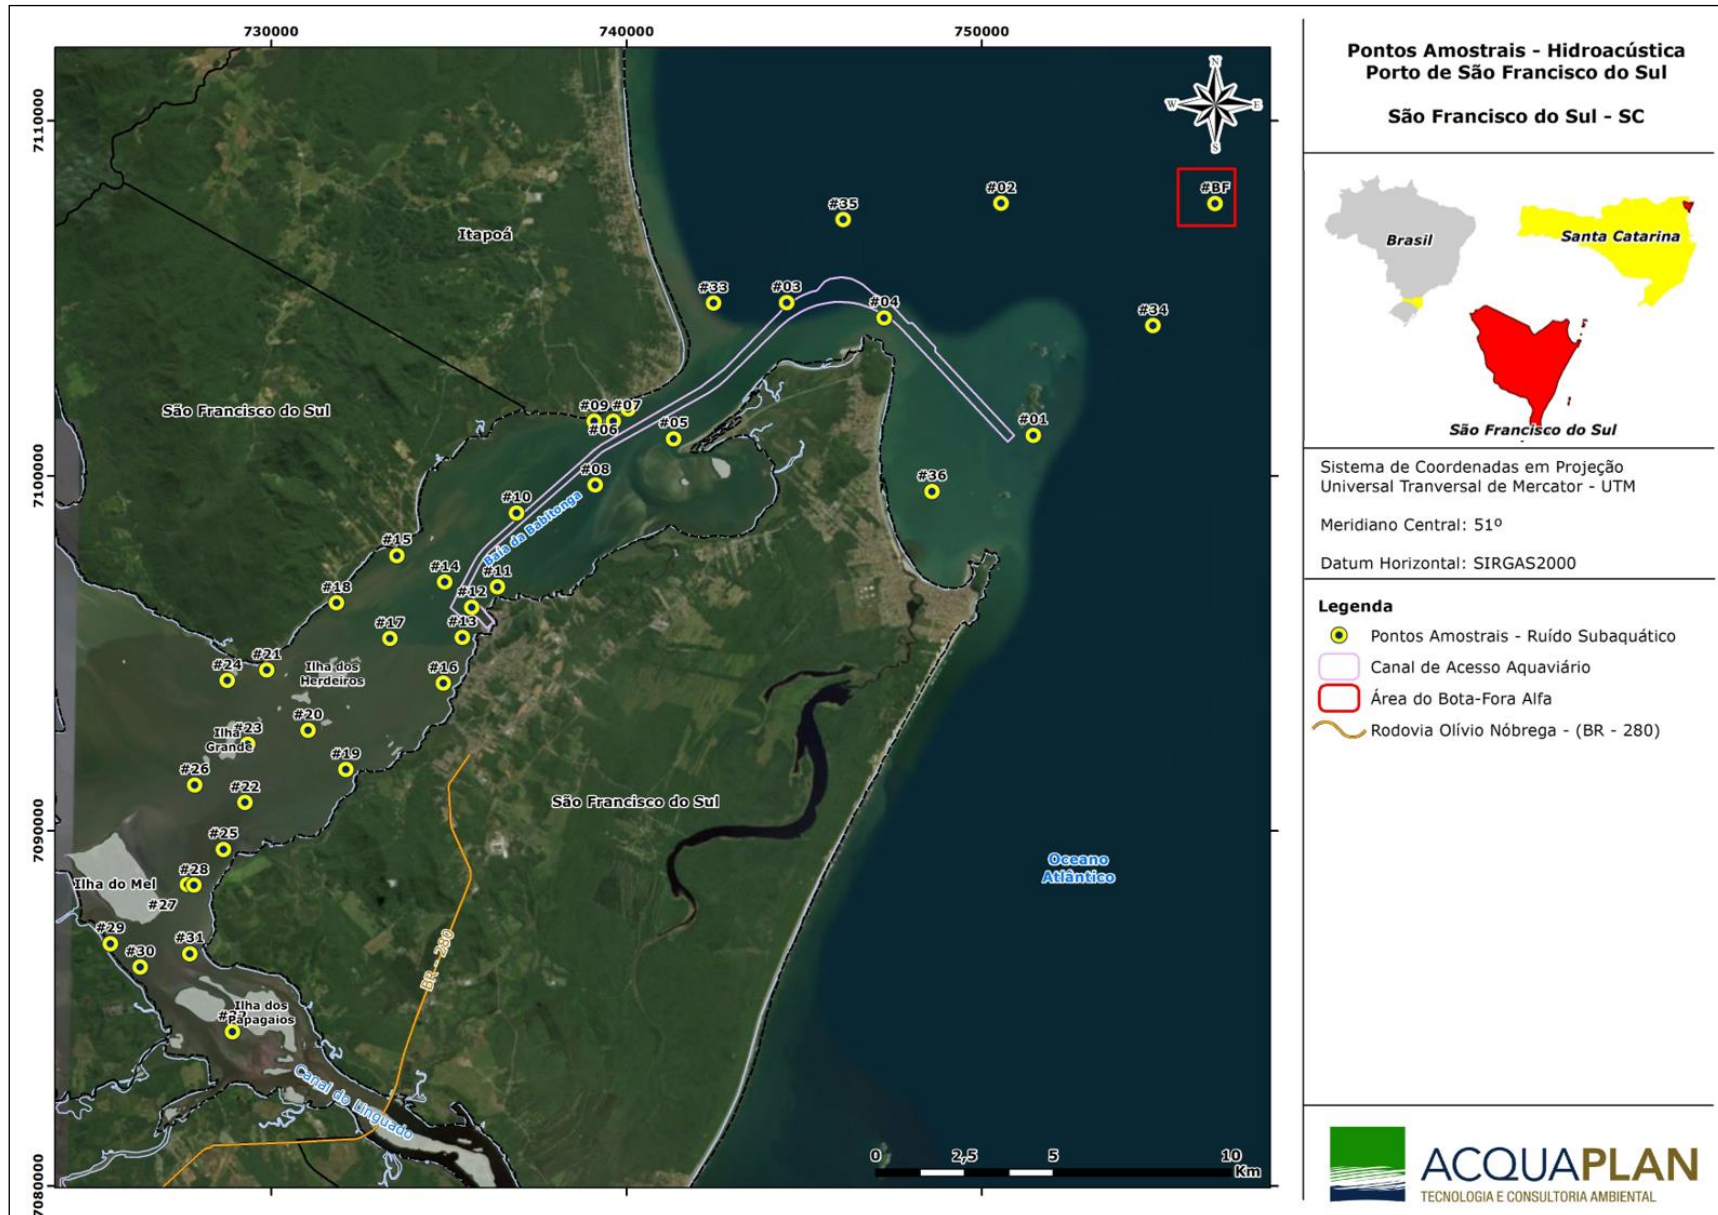 730000
740000
750000
7110000
7100000
7090000
7080000
N
W
E
S
#BF
#02
#35
Itapoá
#33
#03
#04
#34
São Francisco do Sul
#09
#07
#06
#05
#01
#08
#36
#10
Baía da Babitonga
#15
#14
#11
#18
#12
#17
#13
#24
#21
Ilha dos
Herdeiros
#16
#23
#20
Ilha
Grande
#19
#26
#22
São Francisco do Sul
#25
Oceano
Atlântico
Ilha do Mel
#28
#27
#29
#31
#30
BR - 280
Ilha dos
Papagaios
Canal do Linguado
0
2,5
5
10
Km
Pontos Amostrais - Hidroacústica
Porto de São Francisco do Sul
São Francisco do Sul - SC
Brasil
Santa Catarina
São Francisco do Sul
Sistema de Coordenadas em Projeção
Universal Tranversal de Mercator - UTM
Meridiano Central: 51º
Datum Horizontal: SIRGAS2000
Legenda
Pontos Amostrais - Ruído Subaquático
Canal de Acesso Aquaviário
Área do Bota-Fora Alfa
Rodovia Olívio Nóbrega - (BR - 280)
ACQUAPLAN
TECNOLOGIA E CONSULTORIA AMBIENTAL